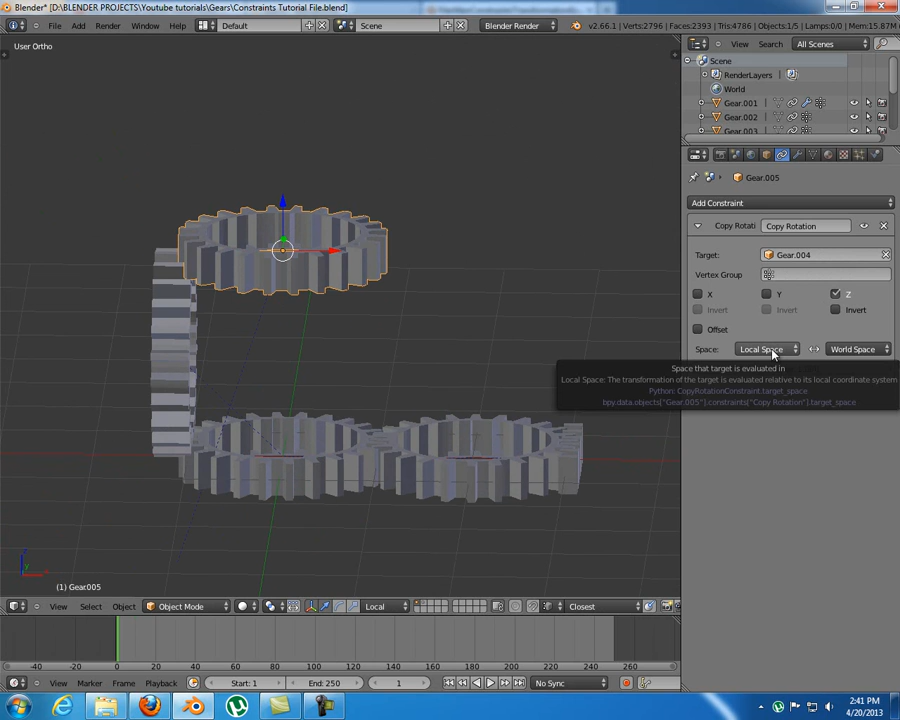 Blender* [D:\BLENDER PROJECTS\Youtube tutorials\Gears\Constraints Tutorial File.blend]
File Add Render Window Help Default Scene Blender Render v2.66.1 | Verts:2796 | Faces:2393 | Tris:4786 | Objects:1/5 | Lamps:0/0 | Mem:15.87M
User Ortho
View Search All Scenes
Scene
RenderLayers |
World
Gear.001 |
Gear.002 |
Gear.003 |
Gear.005
Add Constraint
Copy Rotati Copy Rotation
Target: Gear.004
Vertex Group:
X Y Z
Invert Invert Invert
Offset
Space: Local Space World Space
Space that target is evaluated in
Local Space: The transformation of the target is evaluated relative to its local coordinate system
Python: CopyRotationConstraint.target_space
bpy.data.objects["Gear.005"].constraints("Copy Rotation").target_space
z
y
(1) Gear.005
View Select Object Object Mode Local Closest
-40 -20 0 20 40 60 80 100 120 140 160 180 200 220 240 260
View Marker Frame Playback Start: 1 End: 250 1 No Sync
2:41 PM
4/20/2013